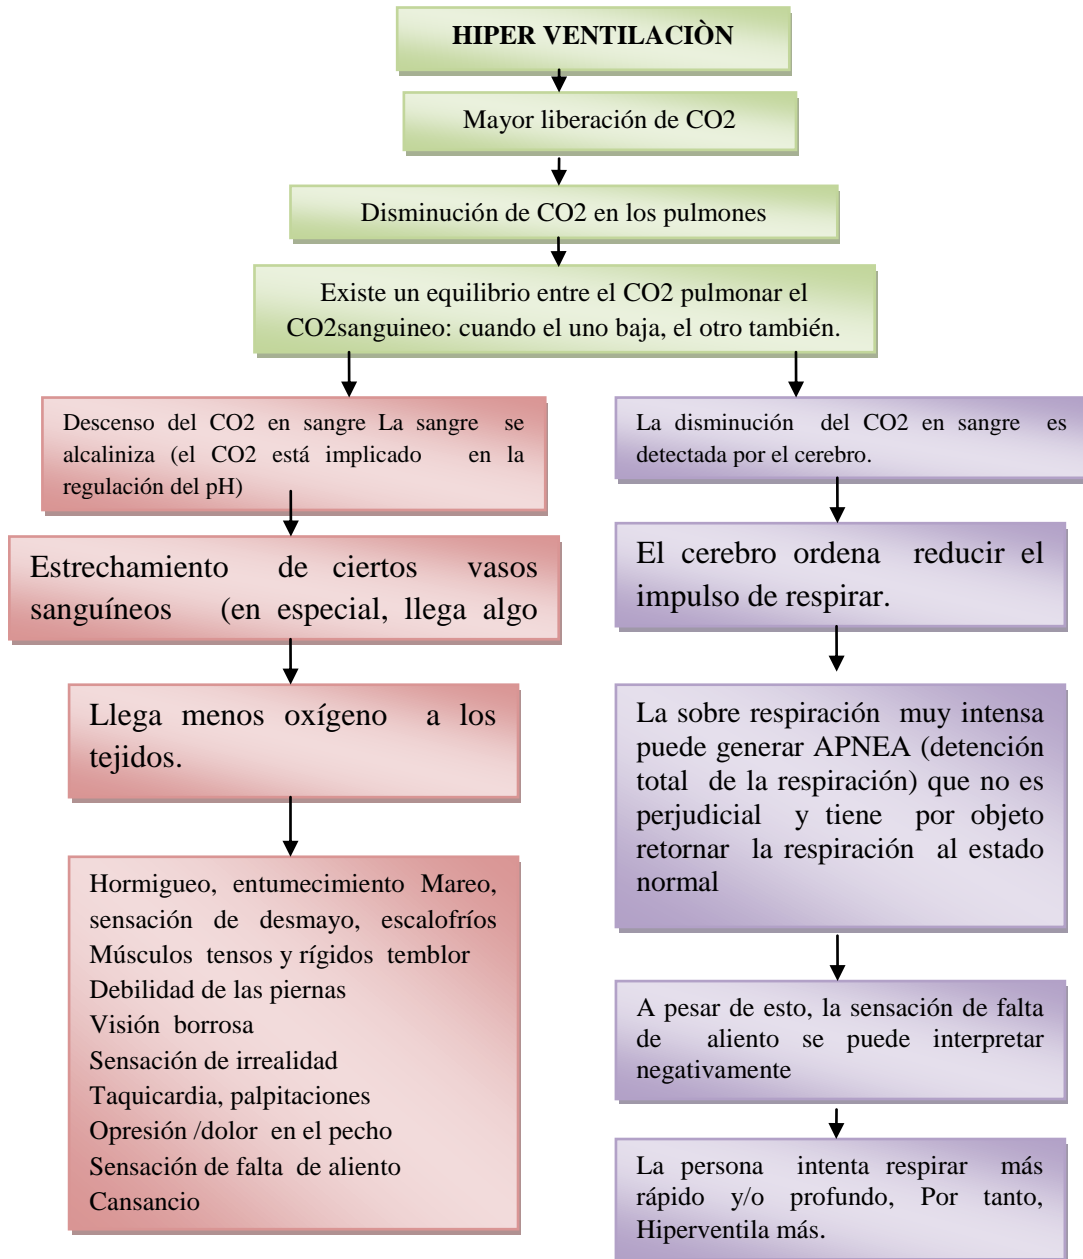 HIPER VENTILACIÒN
Mayor liberación de CO2
Disminución de CO2 en los pulmones
Existe un equilibrio entre el CO2 pulmonar el
CO2sanguineo: cuando el uno baja, el otro también.
Descenso del CO2 en sangre La sangre se
alcaliniza (el CO2 está implicado en la
regulación del pH)
Estrechamiento de ciertos vasos
sanguíneos (en especial, llega algo
Llega menos oxígeno a los
tejidos.
Hormigueo, entumecimiento Mareo,
sensación de desmayo, escalofríos
Músculos tensos y rígidos temblor
Debilidad de las piernas
Visión borrosa
Sensación de irrealidad
Taquicardia, palpitaciones
Opresión /dolor en el pecho
Sensación de falta de aliento
Cansancio
La disminución del CO2 en sangre es
detectada por el cerebro.
El cerebro ordena reducir el
impulso de respirar.
La sobre respiración muy intensa
puede generar APNEA (detención
total de la respiración) que no es
perjudicial y tiene por objeto
retornar la respiración al estado
normal
A pesar de esto, la sensación de falta
de aliento se puede interpretar
negativamente
La persona intenta respirar más
rápido y/o profundo, Por tanto,
Hiperventila más.